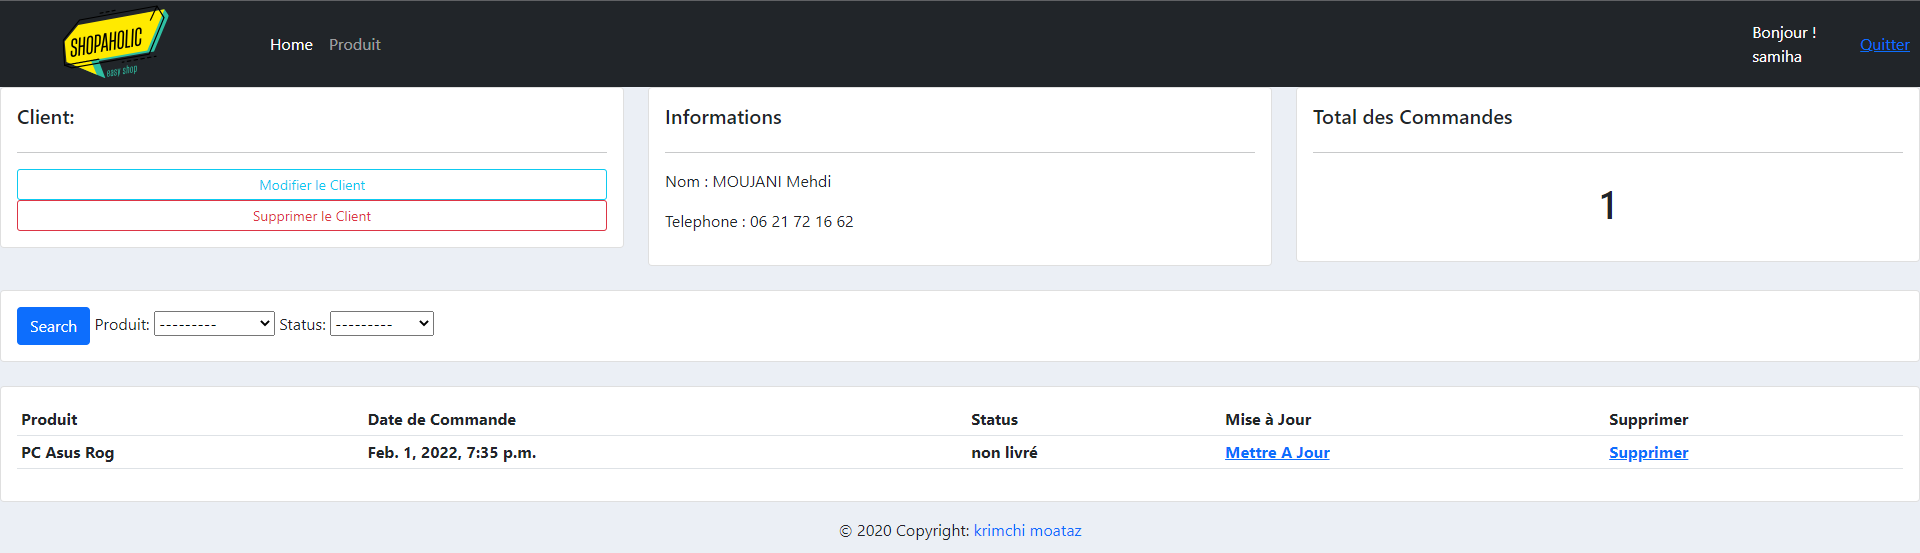 SHOPAHOLIC
easy shop
Home Produit
Bonjour !
samiha
Quitter
Client:
Modifier le Client
Supprimer le Client
Informations
Nom : MOUJANI Mehdi
Telephone : 06 21 72 16 62
Total des Commandes
1
Search Produit: --------- Status: ---------
Produit Date de Commande Status Mise à Jour Supprimer
PC Asus Rog Feb. 1, 2022, 7:35 p.m. non livré Mettre A Jour Supprimer
© 2020 Copyright: krimchi moataz